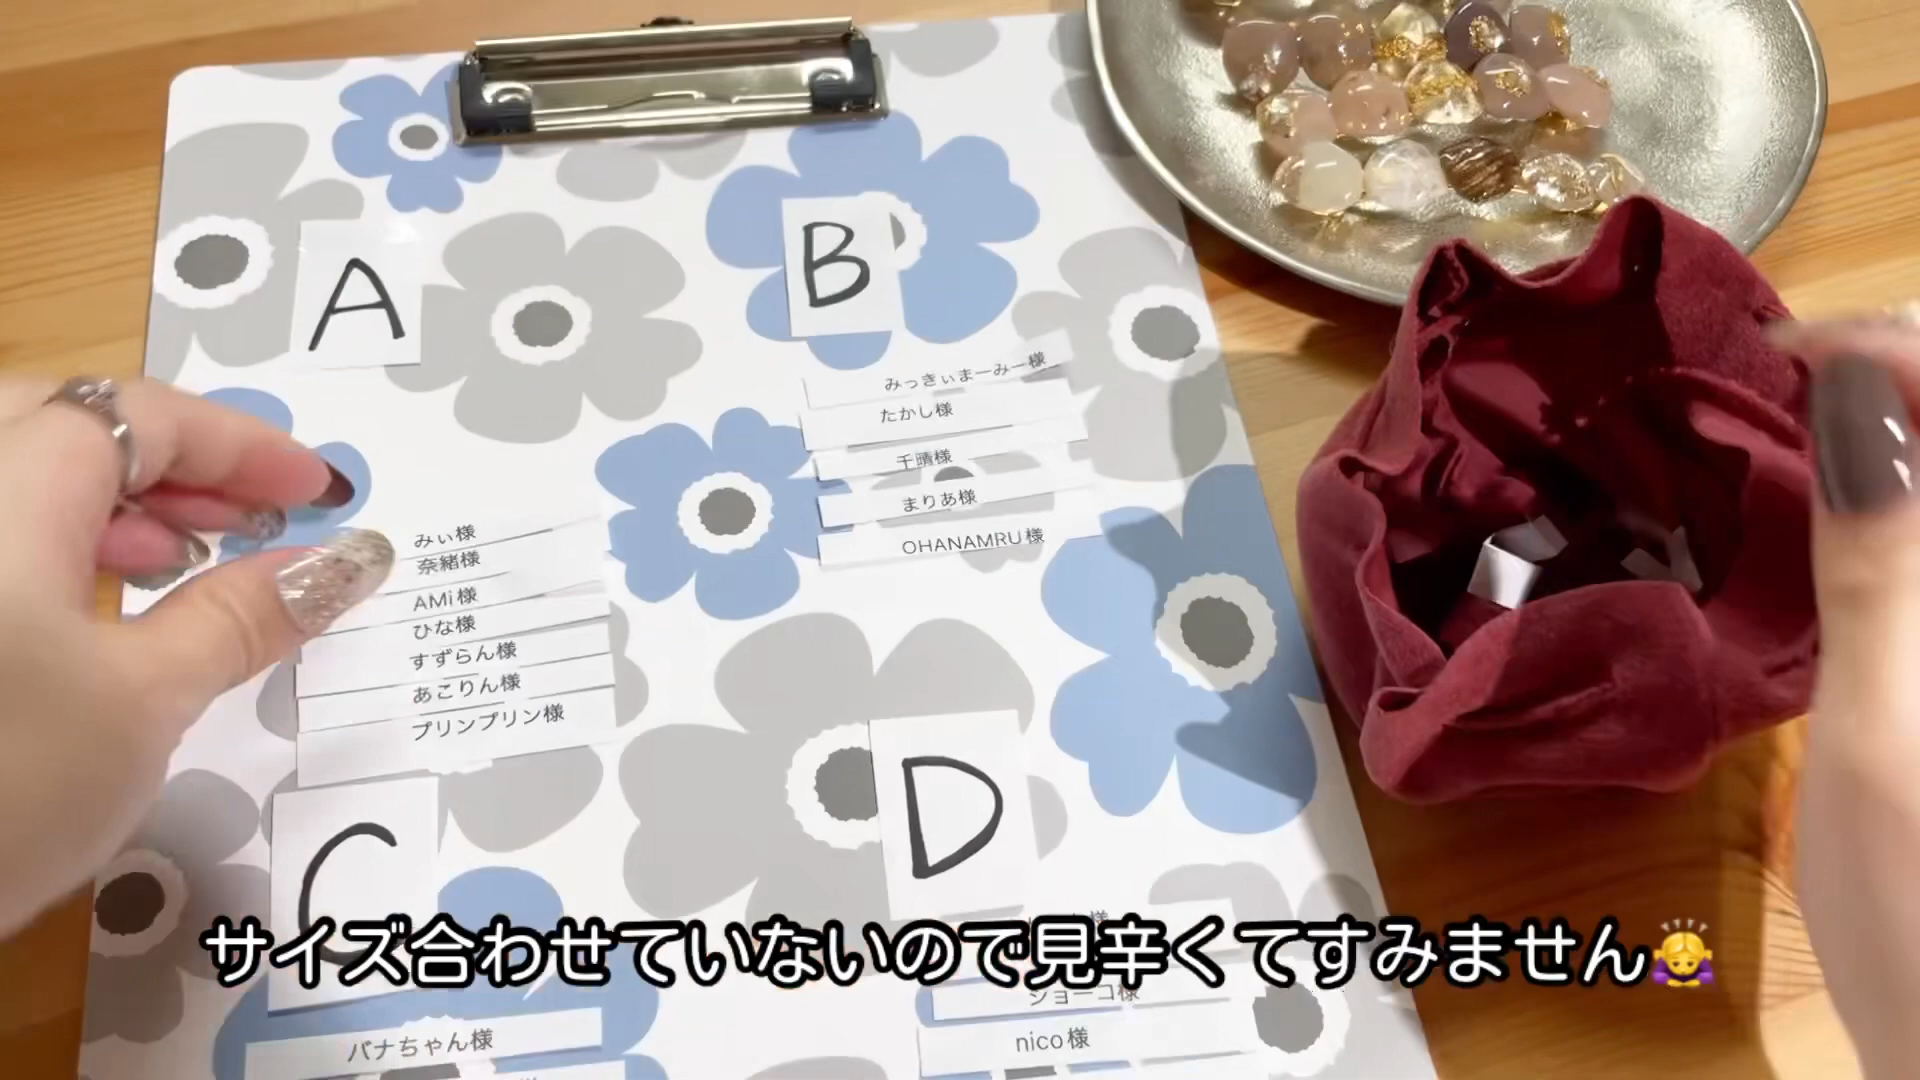 A
B
みっきぃまーみー様
たかし様
千晴様
まりあ様
OHANAMRU様
みぃ様
奈緒様
AMi様
ひな様
すずらん様
あこりん様
プリンプリン様
C
D
サイズ合わせていないので見辛くてすみません🙇‍♀️
ショーコ様
バナちゃん様
nico様